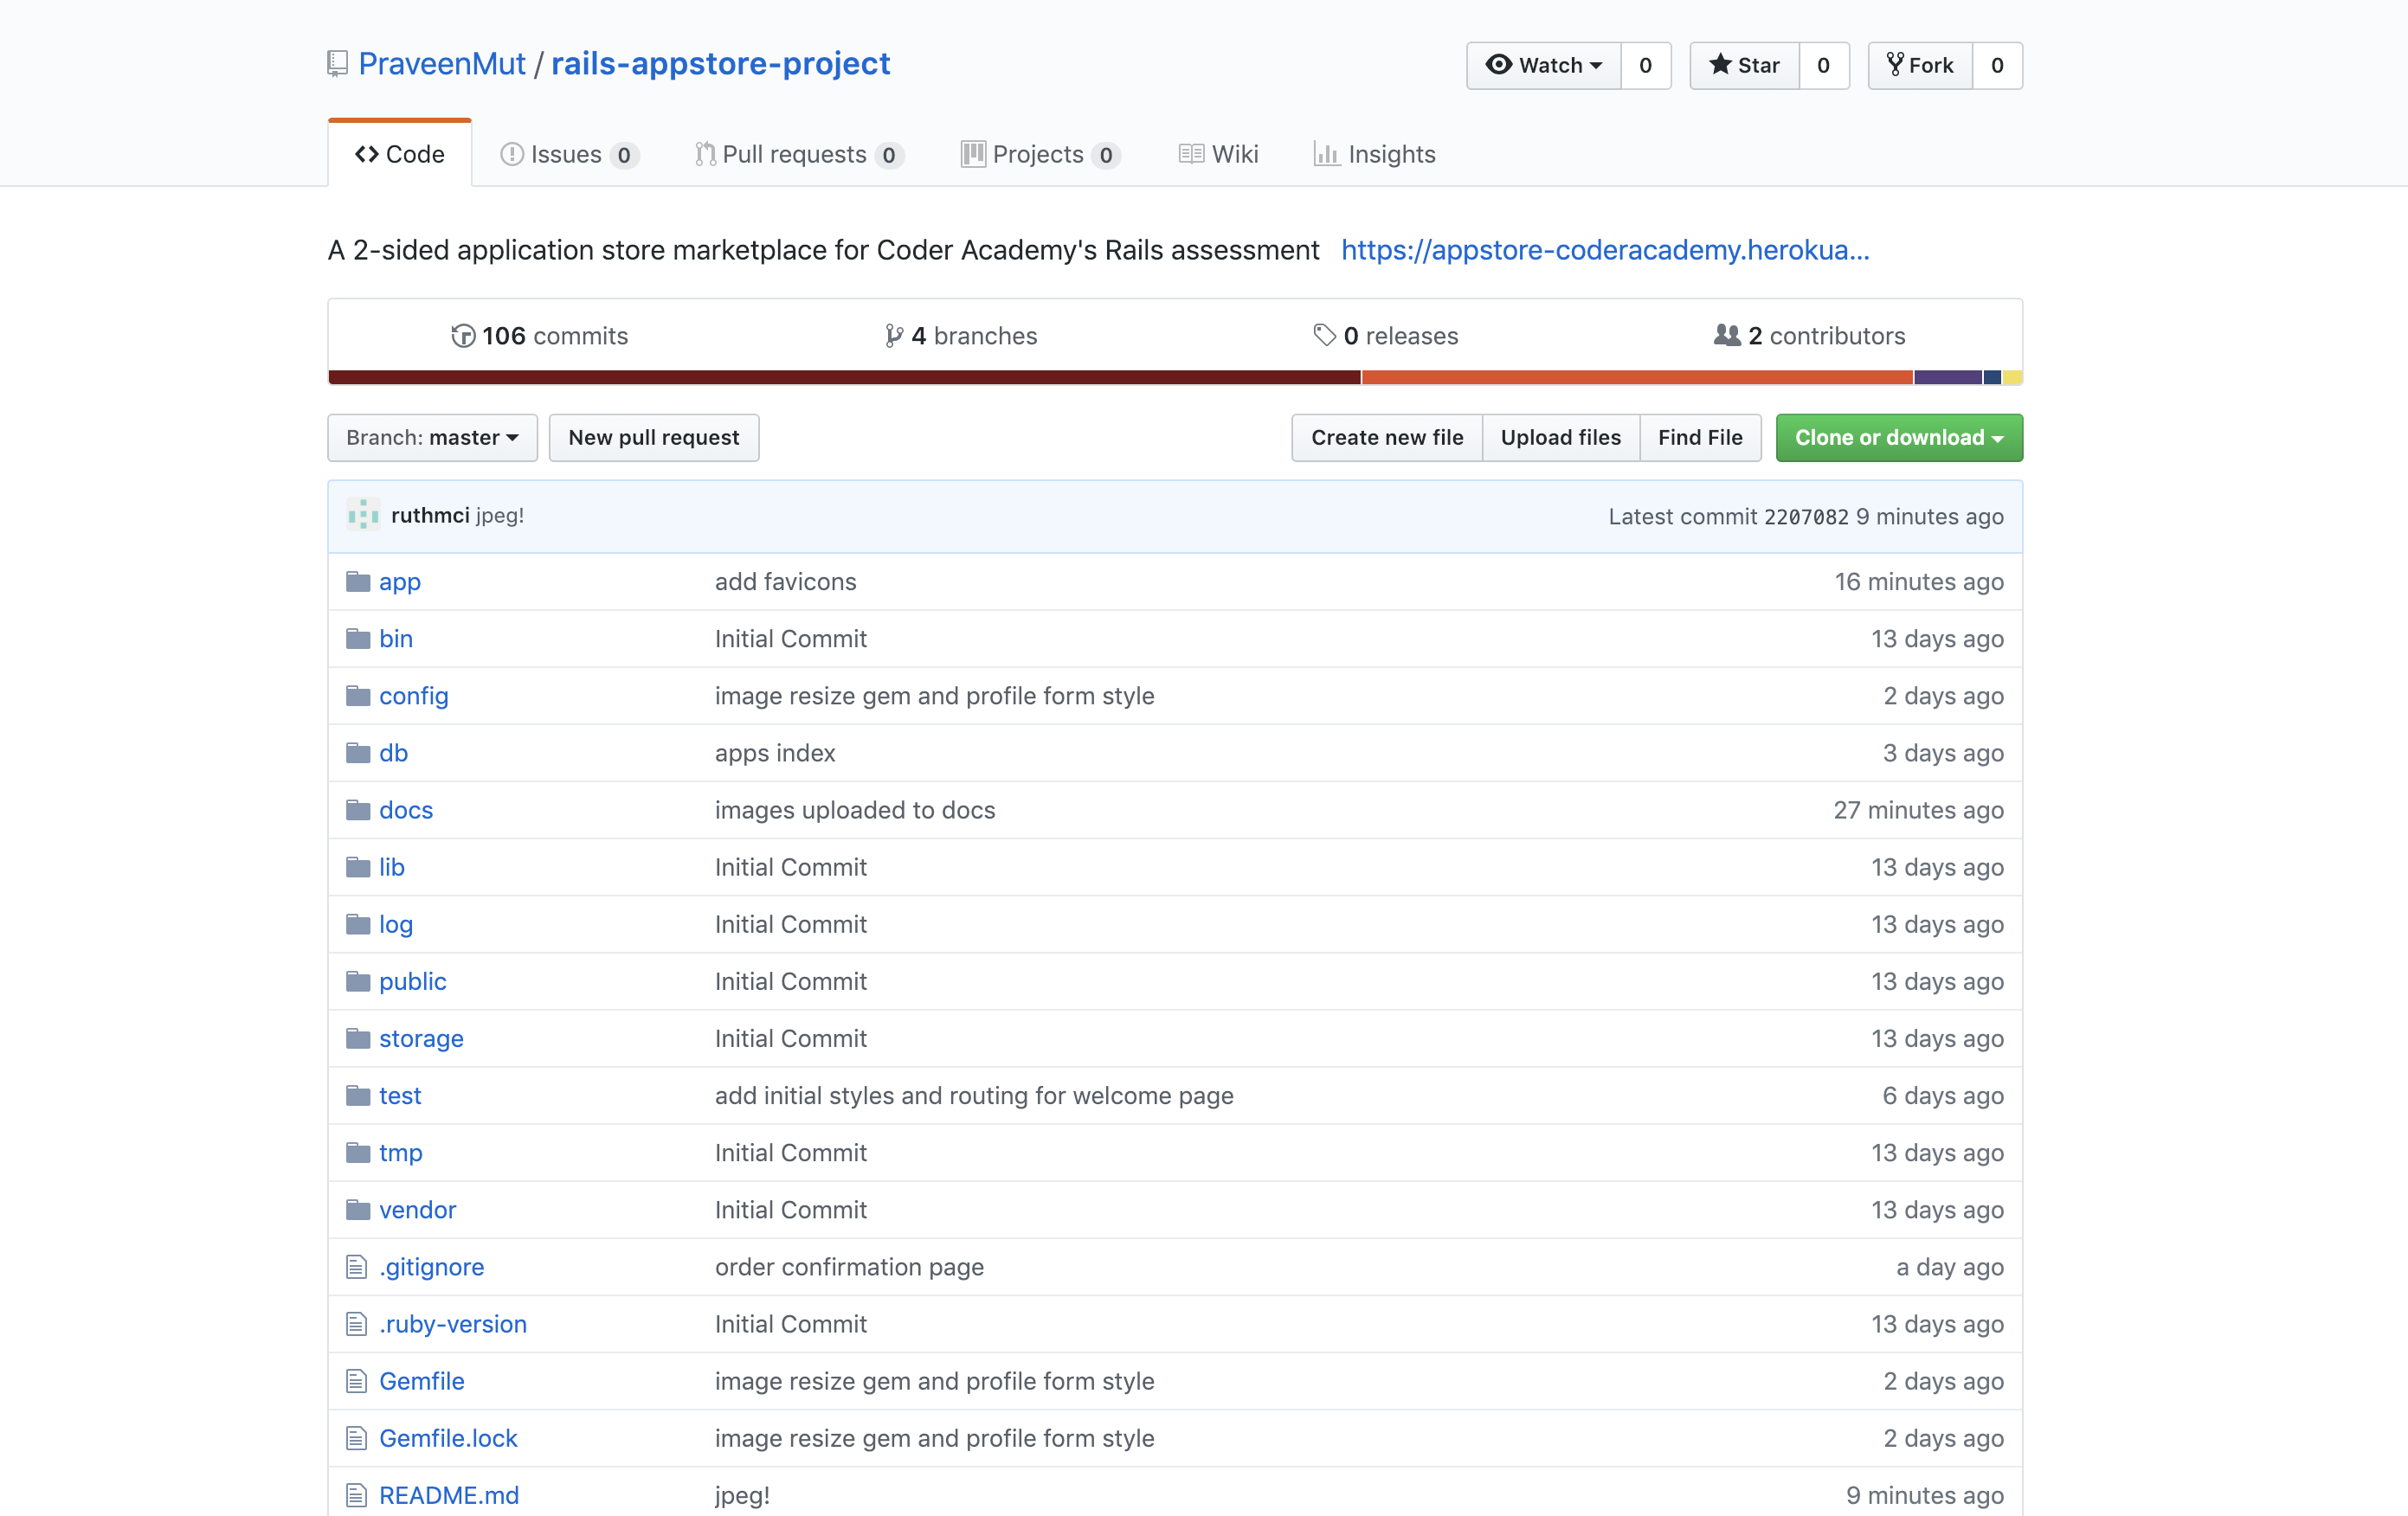 PraveenMut / rails-appstore-project
Watch 0 Star 0 Fork 0
Code Issues 0 Pull requests 0 Projects 0 Wiki Insights
A 2-sided application store marketplace for Coder Academy's Rails assessment https://appstore-coderacademy.herokua...
106 commits 4 branches 0 releases 2 contributors
Branch: master New pull request Create new file Upload files Find File Clone or download
ruthmci jpeg! Latest commit 2207082 9 minutes ago
app add favicons 16 minutes ago
bin Initial Commit 13 days ago
config image resize gem and profile form style 2 days ago
db apps index 3 days ago
docs images uploaded to docs 27 minutes ago
lib Initial Commit 13 days ago
log Initial Commit 13 days ago
public Initial Commit 13 days ago
storage Initial Commit 13 days ago
test add initial styles and routing for welcome page 6 days ago
tmp Initial Commit 13 days ago
vendor Initial Commit 13 days ago
.gitignore order confirmation page a day ago
.ruby-version Initial Commit 13 days ago
Gemfile image resize gem and profile form style 2 days ago
Gemfile.lock image resize gem and profile form style 2 days ago
README.md jpeg! 9 minutes ago